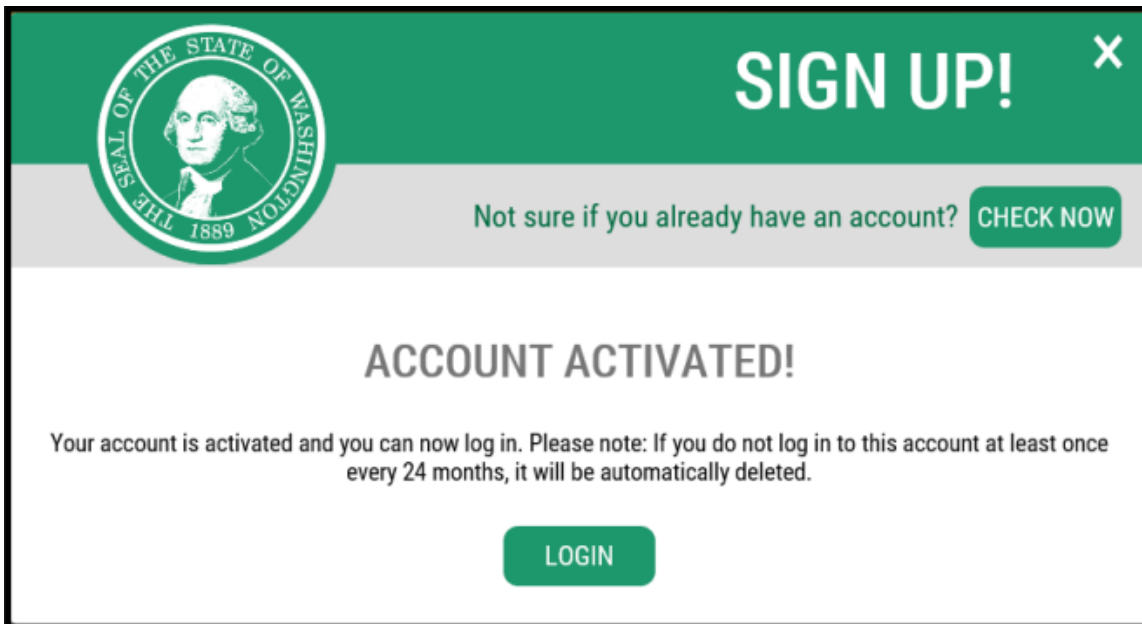 THE SEAL OF THE STATE OF WASHINGTON
1889
SIGN UP!
X
Not sure if you already have an account? CHECK NOW
ACCOUNT ACTIVATED!
Your account is activated and you can now log in. Please note: If you do not log in to this account at least once
every 24 months, it will be automatically deleted.
LOGIN